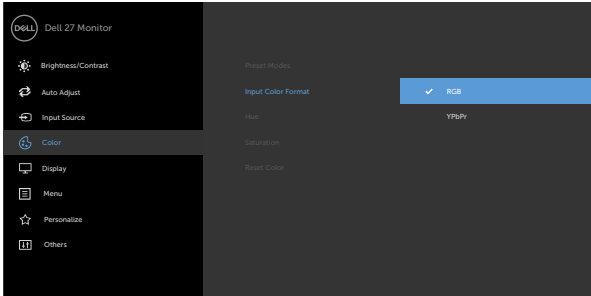 DELL
Dell 27 Monitor
Brightness/Contrast
Auto Adjust
Input Source
Color
Display
Menu
Personalize
Others
Preset Modes
Input Color Format
Hue
Saturation
Reset Color
RGB
YPbPr